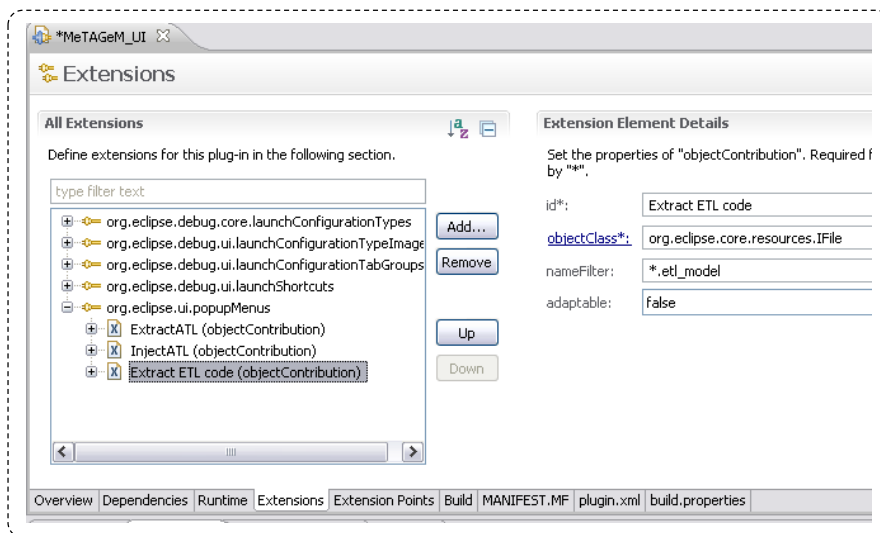 *MeTAGeM_UI
Extensions
All Extensions
Define extensions for this plug-in in the following section.
type filter text
org.eclipse.debug.core.launchConfigurationTypes
org.eclipse.debug.ui.launchConfigurationTypeImage
org.eclipse.debug.ui.launchConfigurationTabGroups
org.eclipse.debug.ui.launchShortcuts
org.eclipse.ui.popupMenus
ExtractATL (objectContribution)
InjectATL (objectContribution)
Extract ETL code (objectContribution)
Add...
Remove
Up
Down
Extension Element Details
Set the properties of "objectContribution". Required f
by "*".
id*: Extract ETL code
objectClass*: org.eclipse.core.resources.IFile
nameFilter: *.etl_model
adaptable: false
Overview Dependencies Runtime Extensions Extension Points Build MANIFEST.MF plugin.xml build.properties